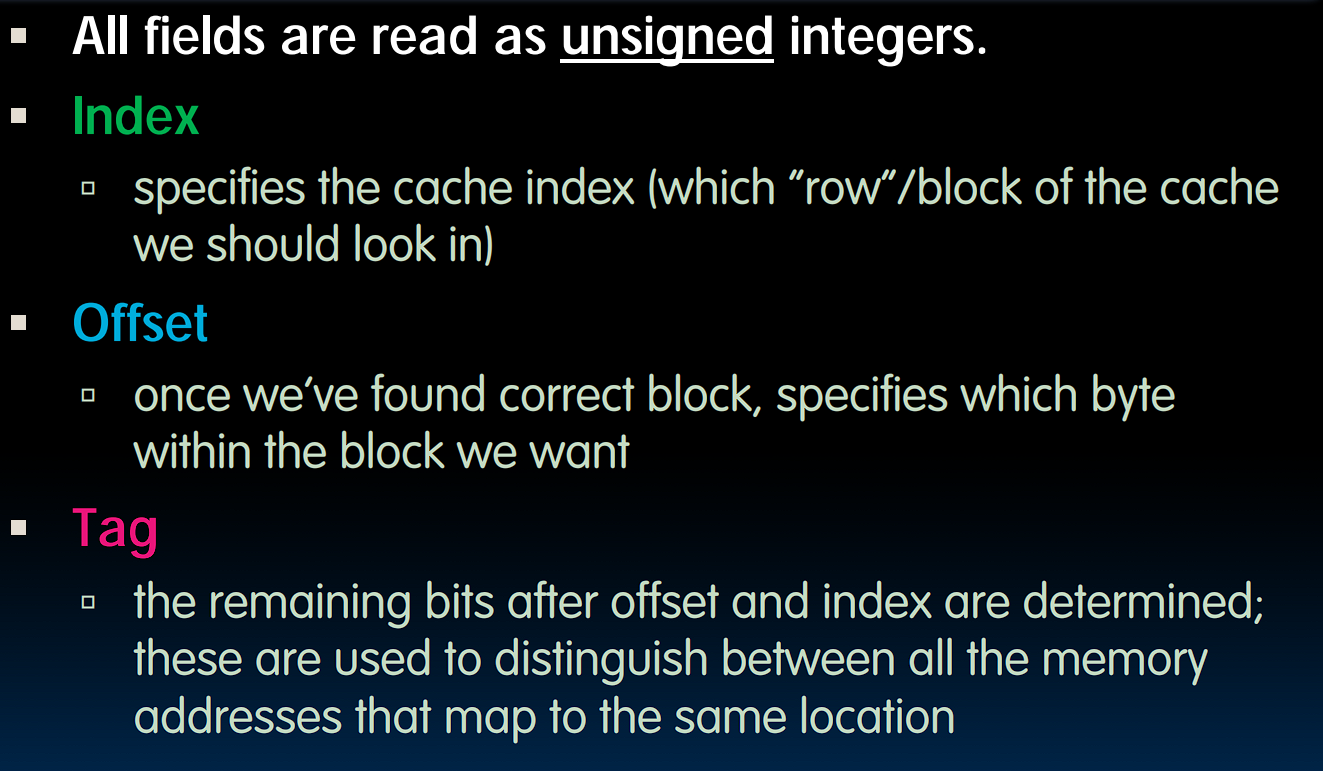 All fields are read as unsigned integers.
Index
specifies the cache index (which “row”/block of the cache
we should look in)
Offset
once we’ve found correct block, specifies which byte
within the block we want
Tag
the remaining bits after offset and index are determined;
these are used to distinguish between all the memory
addresses that map to the same location